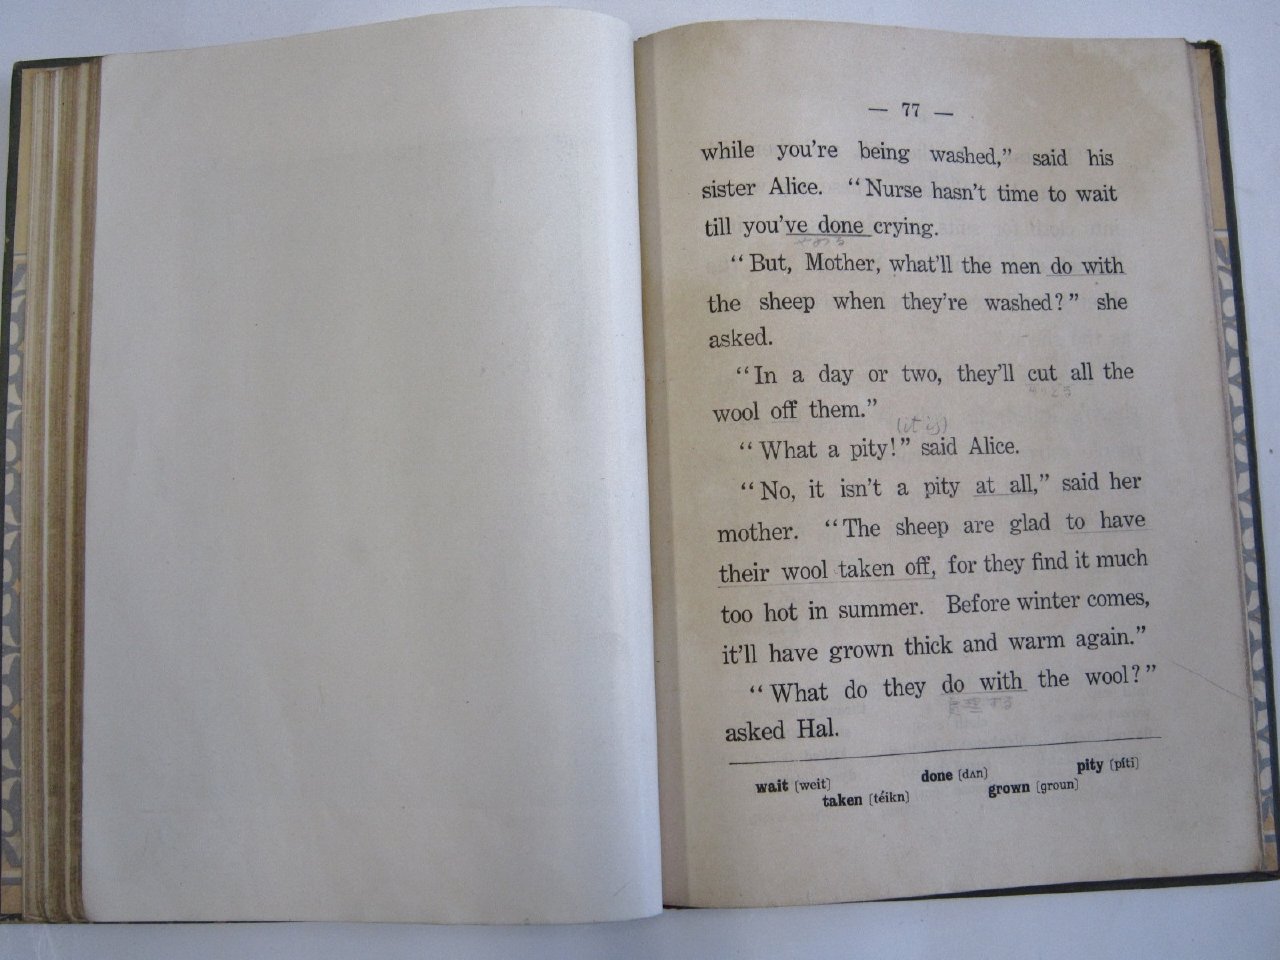 — 77 —
while you're being washed,” said his
sister Alice. “Nurse hasn't time to wait
till you've done crying.
“But, Mother, what'll the men do with
the sheep when they're washed?” she
asked.
“In a day or two, they'll cut all the
wool off them.”
(it is)
“What a pity!” said Alice.
“No, it isn't a pity at all,” said her
mother. “The sheep are glad to have
their wool taken off, for they find it much
too hot in summer. Before winter comes,
it'll have grown thick and warm again.”
“What do they do with the wool?”
asked Hal.
wait [weit] done [dʌn] pity [píti]
taken [téikn] grown [groun]